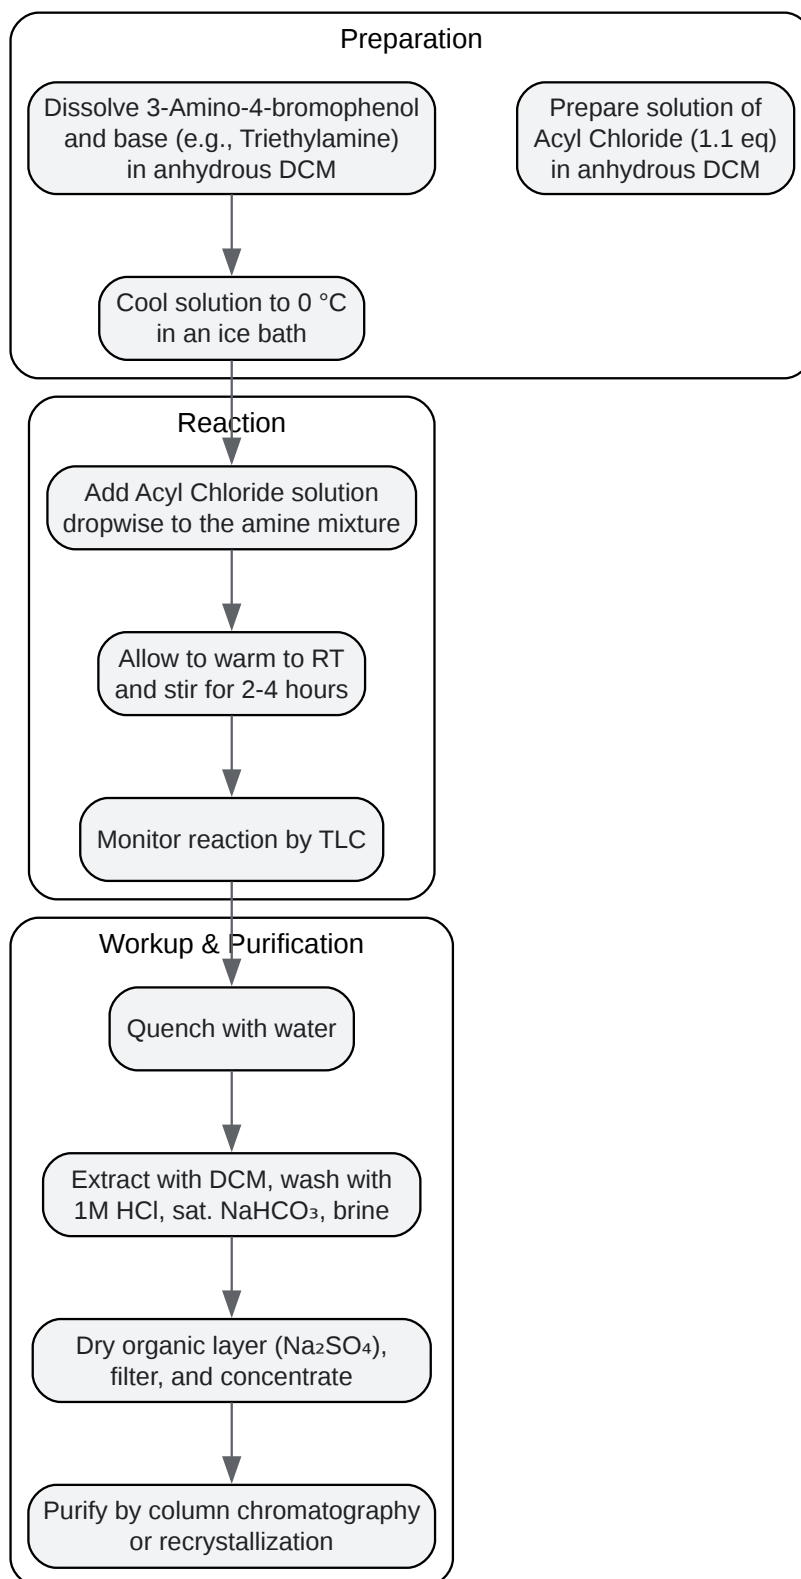 Preparation
Dissolve 3-Amino-4-bromophenol
and base (e.g., Triethylamine)
in anhydrous DCM
Prepare solution of
Acyl Chloride (1.1 eq)
in anhydrous DCM
Cool solution to 0 °C
in an ice bath
Reaction
Add Acyl Chloride solution
dropwise to the amine mixture
Allow to warm to RT
and stir for 2-4 hours
Monitor reaction by TLC
Workup & Purification
Quench with water
Extract with DCM, wash with
1M HCl, sat. NaHCO₃, brine
Dry organic layer (Na₂SO₄),
filter, and concentrate
Purify by column chromatography
or recrystallization